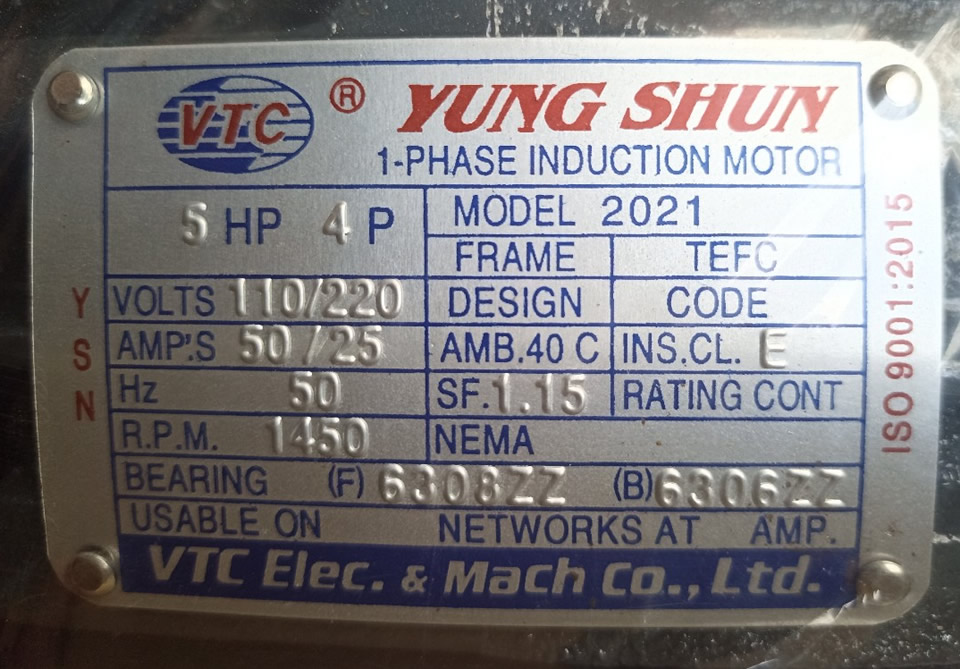 VTC ® YUNG SHUN
1-PHASE INDUCTION MOTOR
5 HP 4 P
MODEL 2021
FRAME TEFC
VOLTS 110/220 DESIGN CODE
AMP'.S 50/25 AMB.40 C INS.CL. E
Hz 50 SF.1.15 RATING CONT
R.P.M. 1450 NEMA
BEARING (F) 6308ZZ (B) 6306ZZ
USABLE ON NETWORKS AT AMP.
VTC Elec. & Mach Co., Ltd.
YSN
ISO 9001:2015